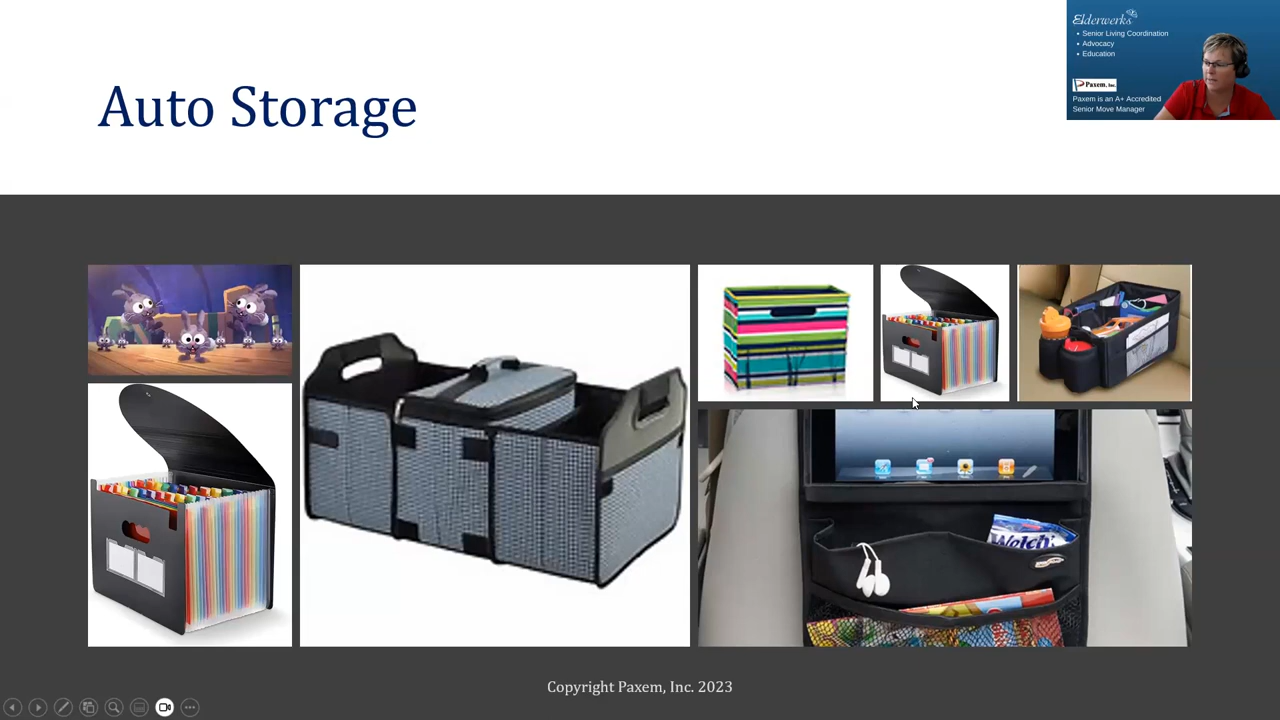 Auto Storage
Elderwerks
• Senior Living Coordination
• Advocacy
• Education
Paxem, Inc.
Paxem is an A+ Accredited
Senior Move Manager
Welch's
Copyright Paxem, Inc. 2023